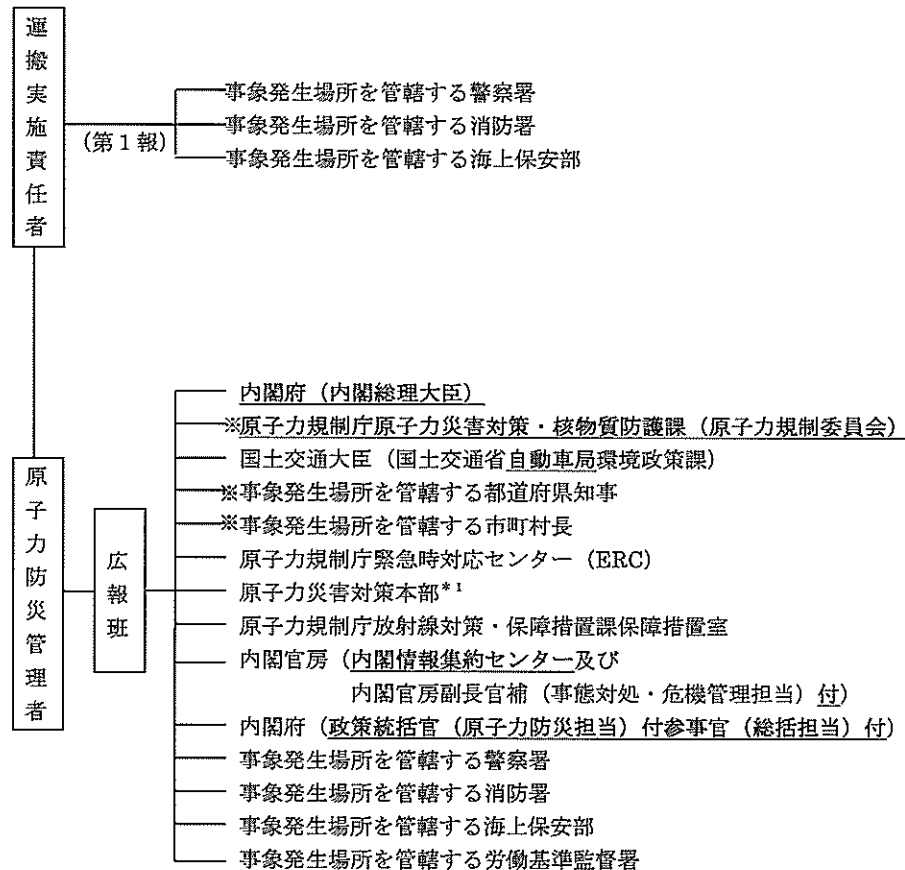 運搬実施責任者
(第1報)
事象発生場所を管轄する警察署
事象発生場所を管轄する消防署
事象発生場所を管轄する海上保安部
原子力防災管理者
広報班
内閣府（内閣総理大臣）
※原子力規制庁原子力災害対策・核物質防護課（原子力規制委員会）
国土交通大臣（国土交通省自動車局環境政策課）
※事象発生場所を管轄する都道府県知事
※事象発生場所を管轄する市町村長
原子力規制庁緊急時対応センター（ERC）
原子力災害対策本部*1
原子力規制庁放射線対策・保障措置課保障措置室
内閣官房（内閣情報集約センター及び
内閣官房副長官補（事態対処・危機管理担当）付）
内閣府（政策統括官（原子力防災担当）付参事官（総括担当）付）
事象発生場所を管轄する警察署
事象発生場所を管轄する消防署
事象発生場所を管轄する海上保安部
事象発生場所を管轄する労働基準監督署